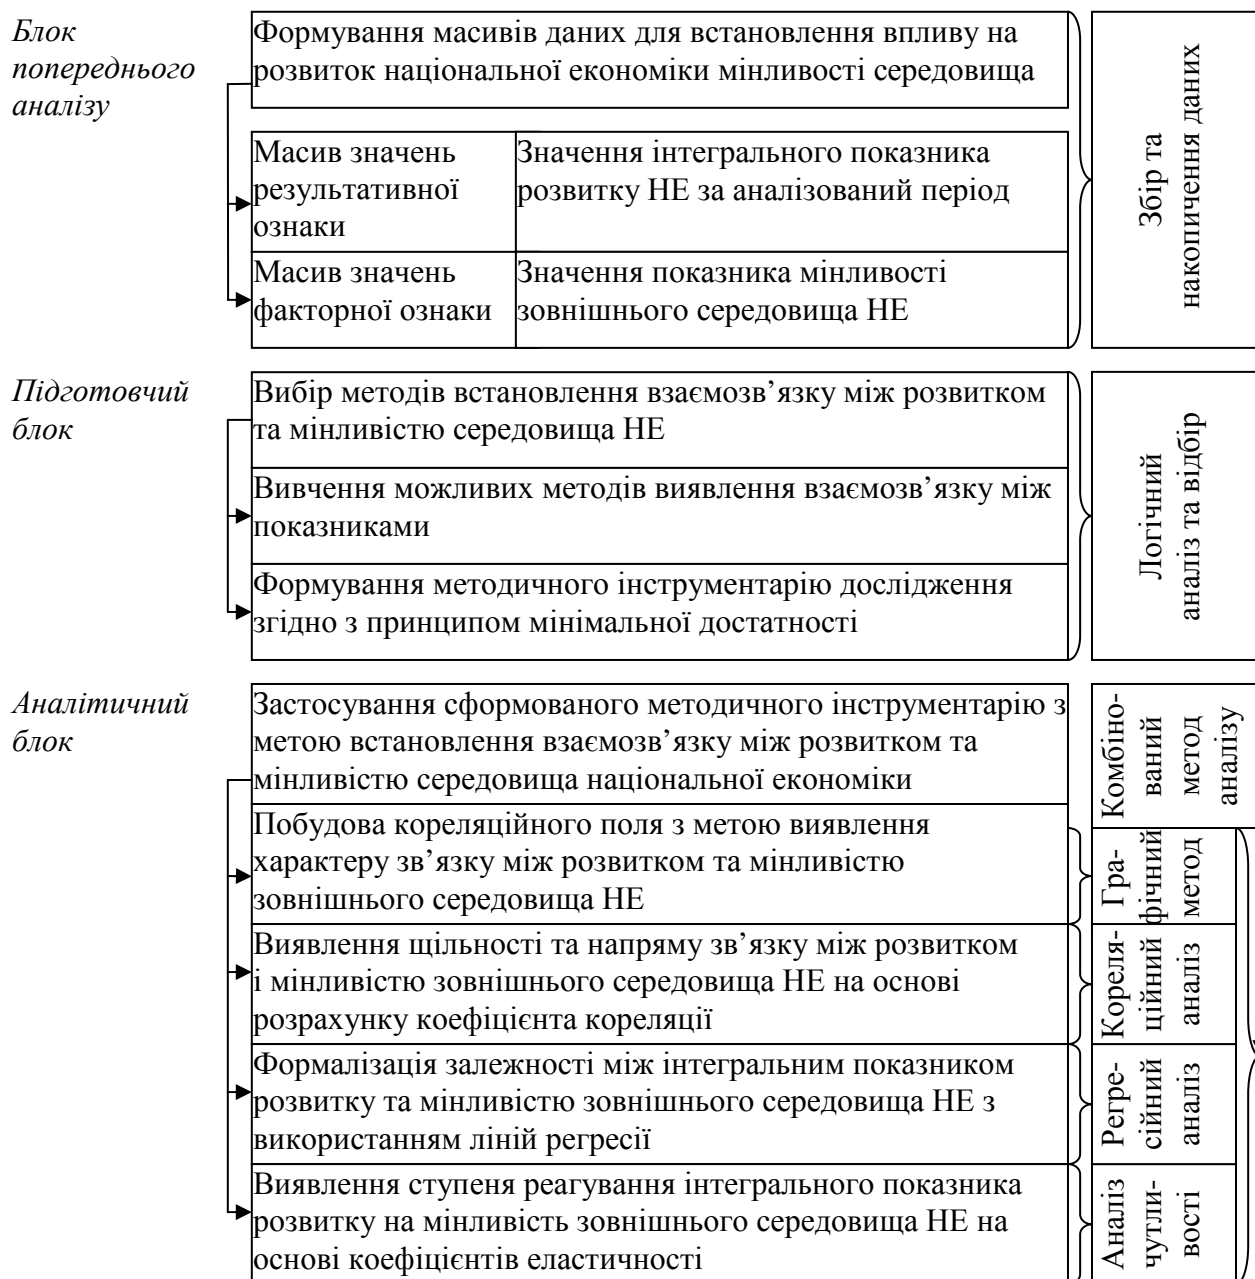 Блок
попереднього
аналізу
Формування масивів даних для встановлення впливу на
розвиток національної економіки мінливості середовища
Масив значень
результативної
ознаки
Значення інтегрального показника
розвитку НЕ за аналізований період
Масив значень
факторної ознаки
Значення показника мінливості
зовнішнього середовища НЕ
Збір та
накопичення даних
Підготовчий
блок
Вибір методів встановлення взаємозв’язку між розвитком
та мінливістю середовища НЕ
Вивчення можливих методів виявлення взаємозв’язку між
показниками
Формування методичного інструментарію дослідження
згідно з принципом мінімальної достатності
Логічний
аналіз та відбір
Аналітичний
блок
Застосування сформованого методичного інструментарію з
метою встановлення взаємозв’язку між розвитком та
мінливістю середовища національної економіки
Комбіно-
ваний
метод
аналізу
Побудова кореляційного поля з метою виявлення
характеру зв’язку між розвитком та мінливістю
зовнішнього середовища НЕ
Гра-
фічний
метод
Виявлення щільності та напряму зв’язку між розвитком
і мінливістю зовнішнього середовища НЕ на основі
розрахунку коефіцієнта кореляції
Кореля-
ційний
аналіз
Формалізація залежності між інтегральним показником
розвитку та мінливістю зовнішнього середовища НЕ з
використанням ліній регресії
Регре-
сійний
аналіз
Виявлення ступеня реагування інтегрального показника
розвитку на мінливість зовнішнього середовища НЕ на
основі коефіцієнтів еластичності
Аналіз
чутли-
вості